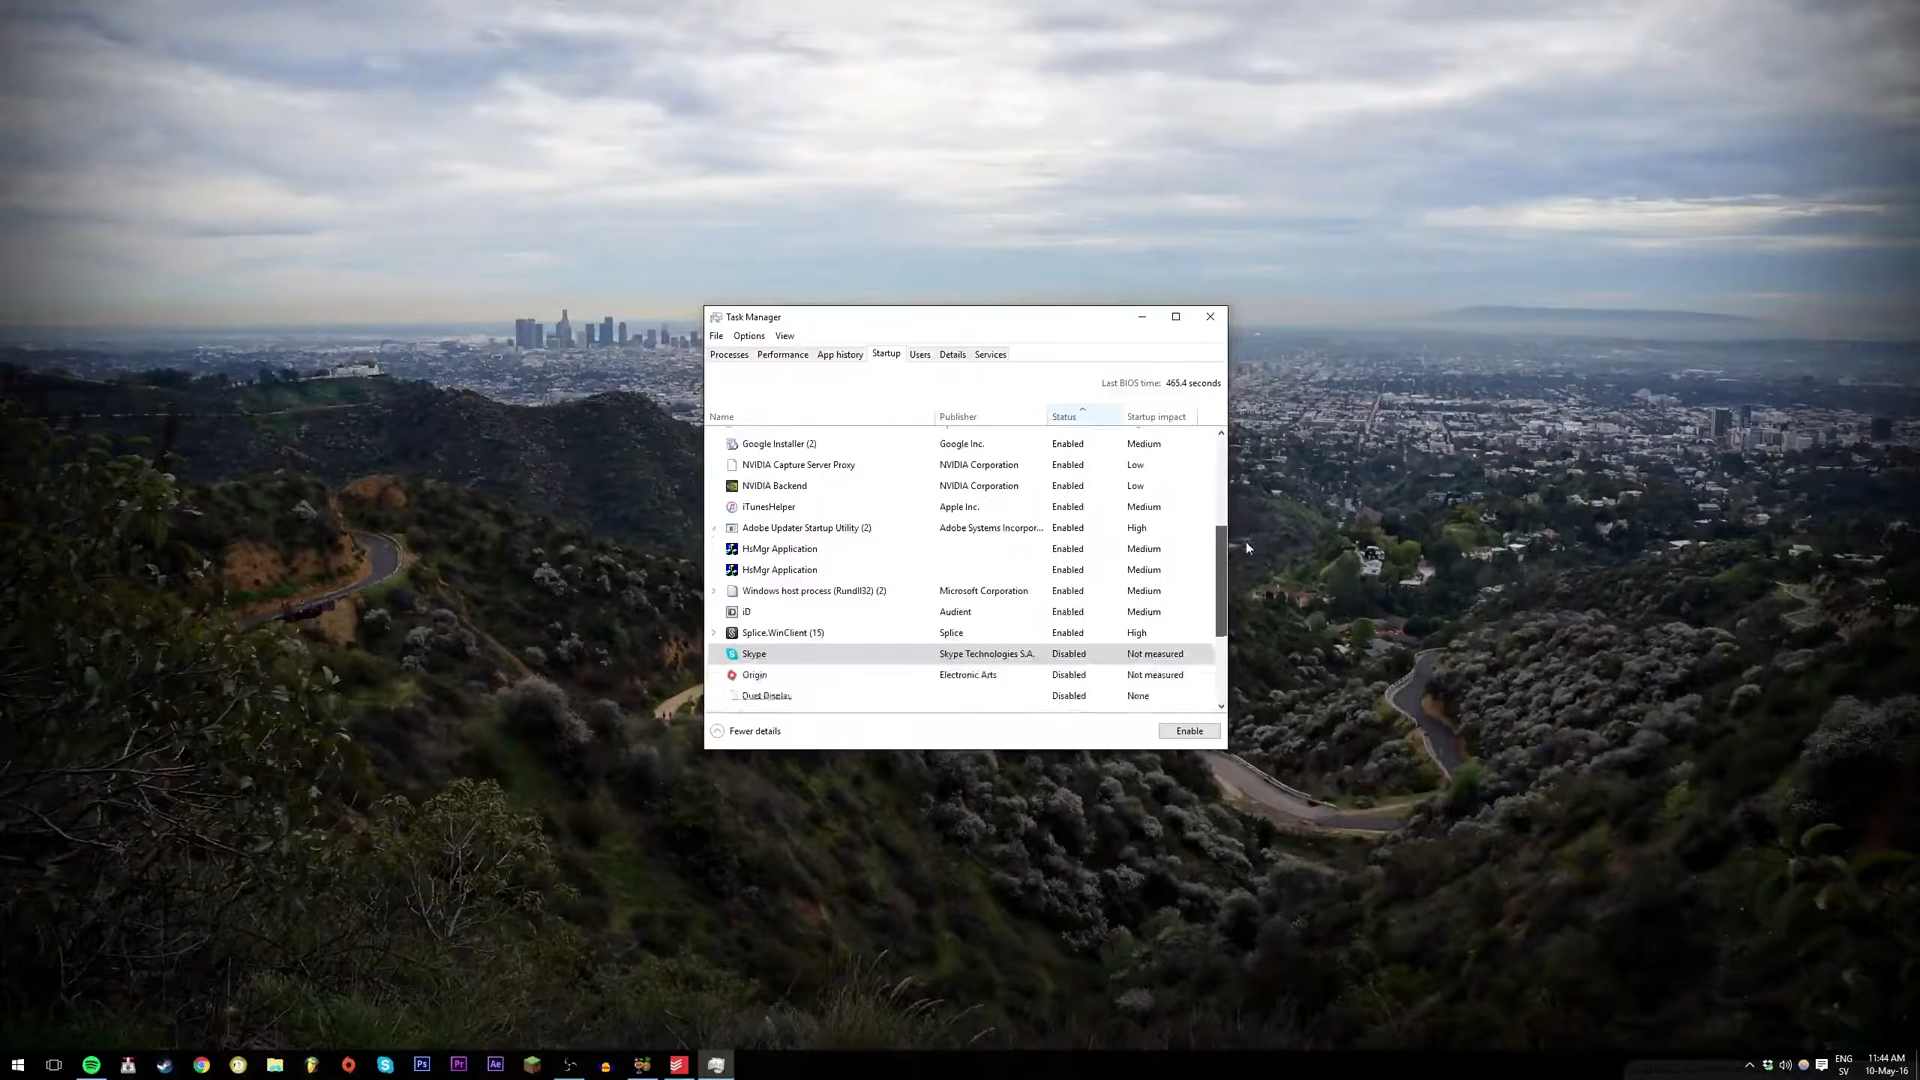 Task Manager
File Options View
Processes Performance App history Startup Users Details Services
Last BIOS time: 465.4 seconds
Name Publisher Status Startup impact
Google Installer (2) Google Inc. Enabled Medium
NVIDIA Capture Server Proxy NVIDIA Corporation Enabled Low
NVIDIA Backend NVIDIA Corporation Enabled Low
iTunesHelper Apple Inc. Enabled Medium
Adobe Updater Startup Utility (2) Adobe Systems Incorpor... Enabled High
HsMgr Application Enabled Medium
HsMgr Application Enabled Medium
Windows host process (Rundll32) (2) Microsoft Corporation Enabled Medium
iD Audient Enabled Medium
Splice.WinClient (15) Splice Enabled High
Skype Skype Technologies S.A. Disabled Not measured
Origin Electronic Arts Disabled Not measured
Duet Display Disabled None
Fewer details Enable
Ps Pr Ae
ENG 11:44 AM
SV 10-May-16